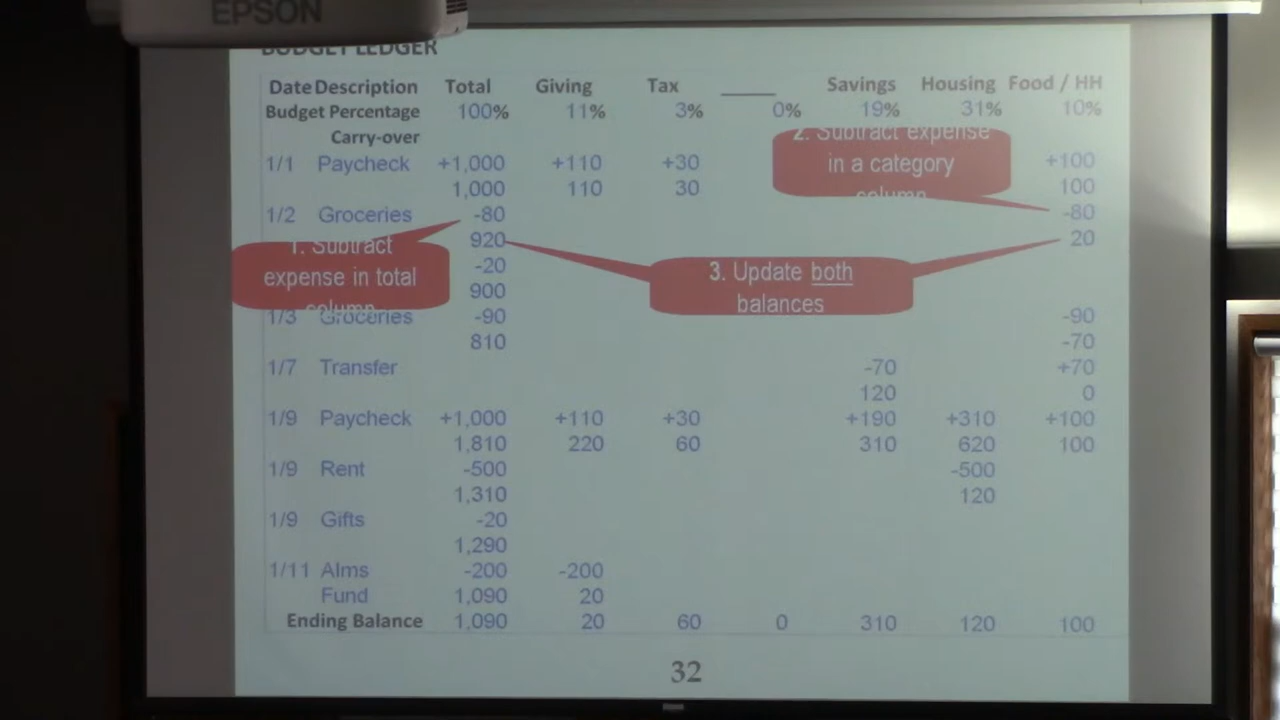 EPSON
BUDGET LEDGER
Date Description Total Giving Tax ______ Savings Housing Food / HH
Budget Percentage 100% 11% 3% 0% 19% 31% 10%
Carry-over
2. Subtract expense
in a category
column
1/1 Paycheck +1,000 +110 +30 +100
1,000 110 30 100
1/2 Groceries -80 -80
920 20
1. Subtract
expense in total
column
3. Update both
balances
-20
900
1/3 Groceries -90 -90
810 -70
1/7 Transfer -70 +70
120 0
1/9 Paycheck +1,000 +110 +30 +190 +310 +100
1,810 220 60 310 620 100
1/9 Rent -500 -500
1,310 120
1/9 Gifts -20
1,290
1/11 Alms -200 -200
Fund 1,090 20
Ending Balance 1,090 20 60 0 310 120 100
32